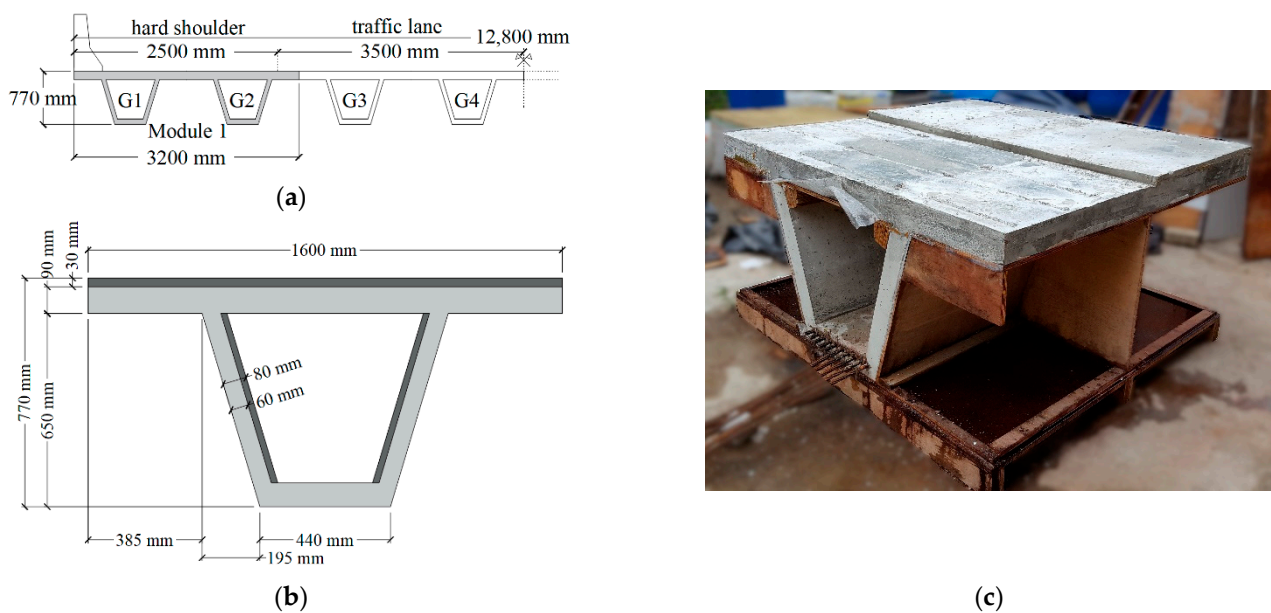 hard shoulder
traffic lane
12,800 mm
2500 mm
3500 mm
770 mm
G1
G2
G3
G4
Module 1
3200 mm
(a)
1600 mm
90 mm
30 mm
770 mm
650 mm
80 mm
60 mm
385 mm
440 mm
195 mm
(b)
(c)